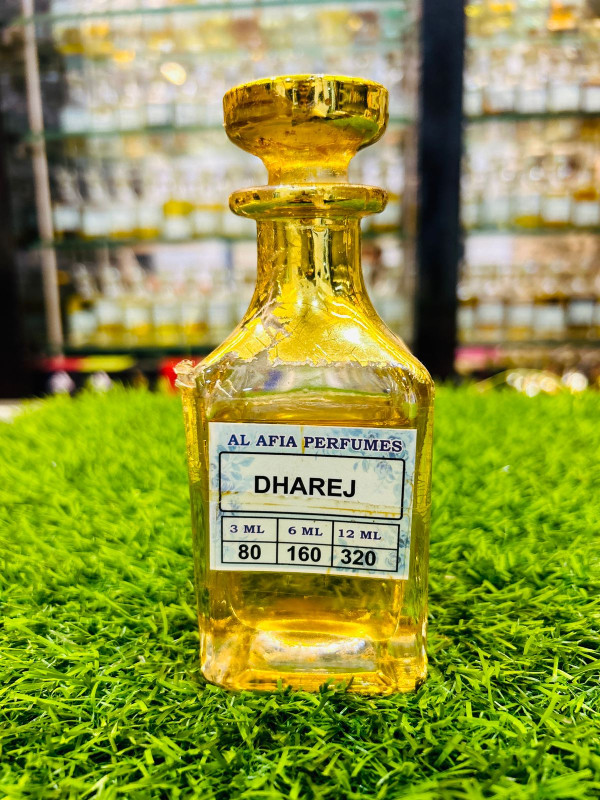 AL AFIA PERFUMES
DHAREJ
3 ML 6 ML 12 ML
80 160 320